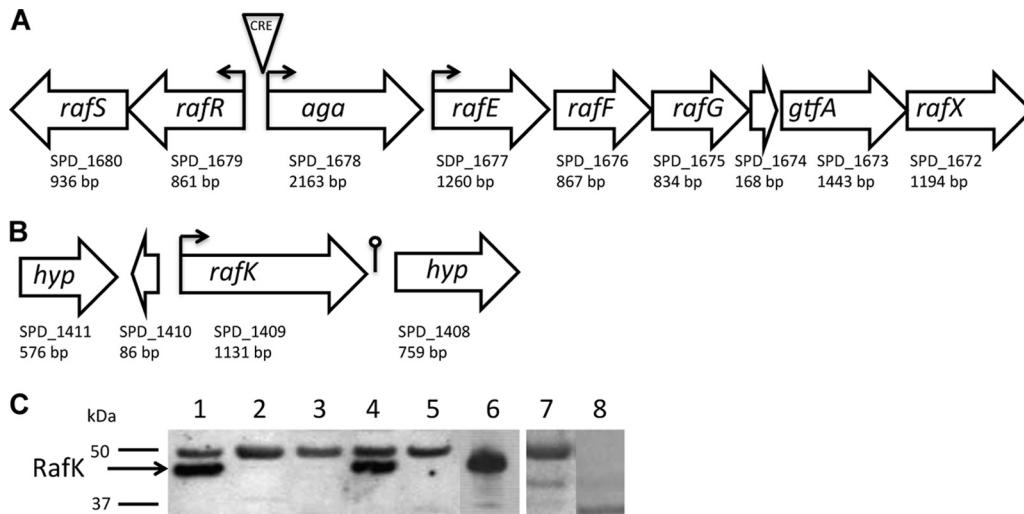 A
CRE
rafS rafR aga rafE rafF rafG gtfA rafX
SPD_1680 SPD_1679 SPD_1678 SDP_1677 SPD_1676 SPD_1675 SPD_1674 SPD_1673 SPD_1672
936 bp 861 bp 2163 bp 1260 bp 867 bp 834 bp 168 bp 1443 bp 1194 bp
B
hyp rafK hyp
SPD_1411 SPD_1410 SPD_1409 SPD_1408
576 bp 86 bp 1131 bp 759 bp
C
kDa 1 2 3 4 5 6 7 8
50
RafK
37